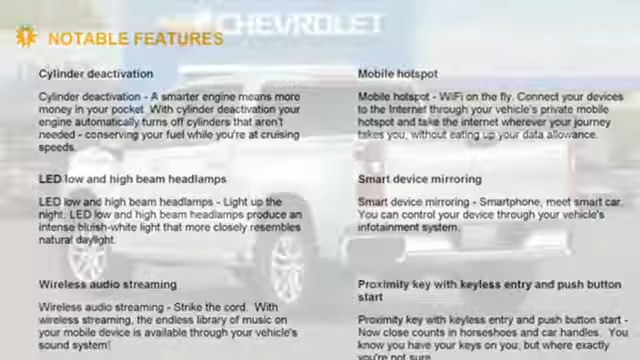 CHEVROLET
NOTABLE FEATURES
Cylinder deactivation
Cylinder deactivation - A smarter engine means more
money in your pocket. With cylinder deactivation your
engine automatically turns off cylinders that aren't
needed - conserving your fuel while you're at cruising
speeds.
LED low and high beam headlamps
LED low and high beam headlamps - Light up the
night. LED low and high beam headlamps produce an
intense bluish-white light that more closely resembles
natural daylight.
Wireless audio streaming
Wireless audio streaming - Strike the cord.  With
wireless streaming, the endless library of music on
your mobile device is available through your vehicle's
sound system!
Mobile hotspot
Mobile hotspot - WiFi on the fly. Connect your devices
to the Internet through your vehicle's private mobile
hotspot and take the internet wherever your journey
takes you, without eating up your data allowance.
Smart device mirroring
Smart device mirroring - Smartphone, meet smart car.
You can control your device through your vehicle's
infotainment system.
Proximity key with keyless entry and push button
start
Proximity key with keyless entry and push button start -
Now close counts in horseshoes and car handles.  You
know you have your keys on you, but where exactly
you're not sure.